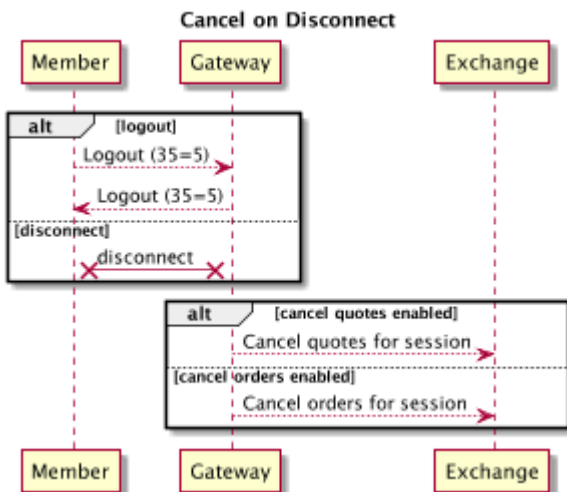 Cancel on Disconnect
Member Gateway Exchange
alt [logout]
Logout (35=5)
Logout (35=5)
[disconnect]
disconnect
alt [cancel quotes enabled]
Cancel quotes for session
[cancel orders enabled]
Cancel orders for session
Member Gateway Exchange